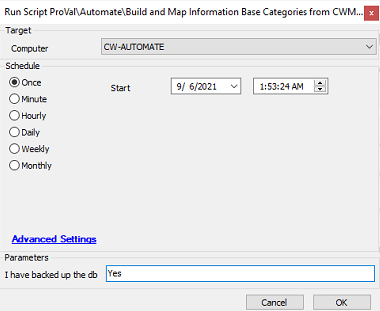 Run Script ProVal\Automate\Build and Map Information Base Categories from CWM... x
Target
Computer CW-AUTOMATE
Schedule
Once Start 9/ 6/2021 1:53:24 AM
Minute
Hourly
Daily
Weekly
Monthly
Advanced Settings
Parameters
I have backed up the db Yes
Cancel OK